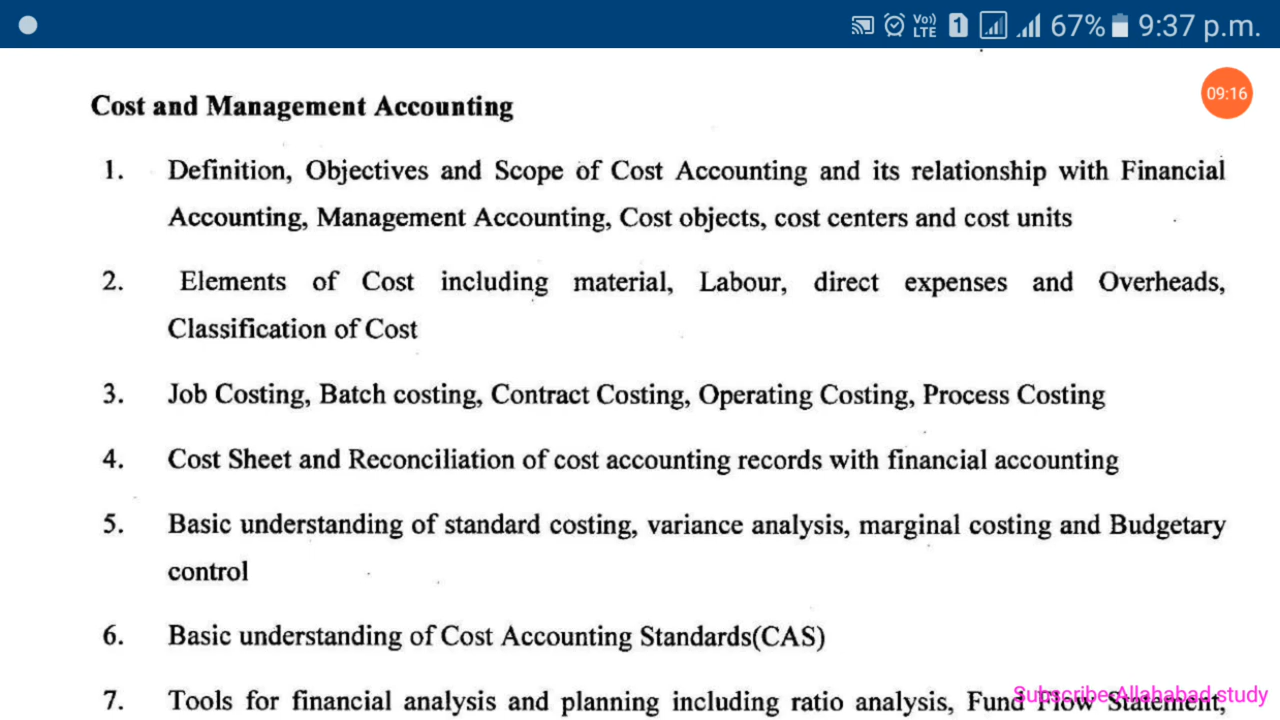 Vo)) LTE 1 67% 9:37 p.m.
09:16
Cost and Management Accounting
1. Definition, Objectives and Scope of Cost Accounting and its relationship with Financial
Accounting, Management Accounting, Cost objects, cost centers and cost units
2. Elements of Cost including material, Labour, direct expenses and Overheads,
Classification of Cost
3. Job Costing, Batch costing, Contract Costing, Operating Costing, Process Costing
4. Cost Sheet and Reconciliation of cost accounting records with financial accounting
5. Basic understanding of standard costing, variance analysis, marginal costing and Budgetary
control
6. Basic understanding of Cost Accounting Standards(CAS)
7. Tools for financial analysis and planning including ratio analysis, Fund Flow Statement,
Subscribe Allahabad study